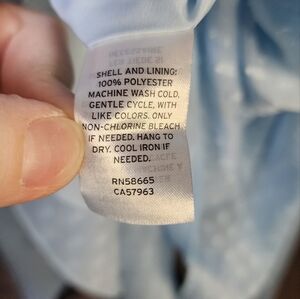 SHELL AND LINING:
100% POLYESTER
MACHINE WASH COLD,
GENTLE CYCLE, WITH
LIKE COLORS. ONLY
NON-CHLORINE BLEACH
IF NEEDED. HANG TO
DRY. COOL IRON IF
NEEDED.
RN58665
CA57963